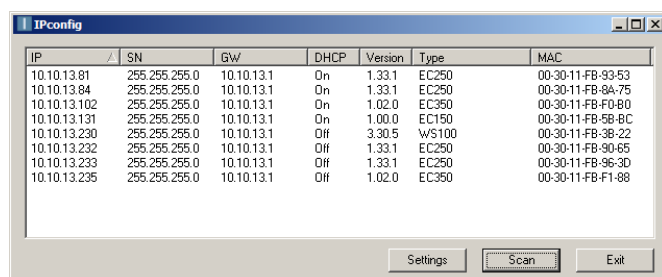 IPconfig
IP SN GW DHCP Version Type MAC
10.10.13.81 255.255.255.0 10.10.13.1 On 1.33.1 EC250 00-30-11-FB-93-53
10.10.13.84 255.255.255.0 10.10.13.1 On 1.33.1 EC250 00-30-11-FB-8A-75
10.10.13.102 255.255.255.0 10.10.13.1 On 1.02.0 EC350 00-30-11-FB-F0-B0
10.10.13.131 255.255.255.0 10.10.13.1 On 1.00.0 EC150 00-30-11-FB-5B-BC
10.10.13.230 255.255.255.0 10.10.13.1 Off 3.30.5 WS100 00-30-11-FB-3B-22
10.10.13.232 255.255.255.0 10.10.13.1 Off 1.33.1 EC250 00-30-11-FB-90-65
10.10.13.233 255.255.255.0 10.10.13.1 Off 1.33.1 EC250 00-30-11-FB-96-3D
10.10.13.235 255.255.255.0 10.10.13.1 Off 1.02.0 EC350 00-30-11-FB-F1-88
Settings Scan Exit